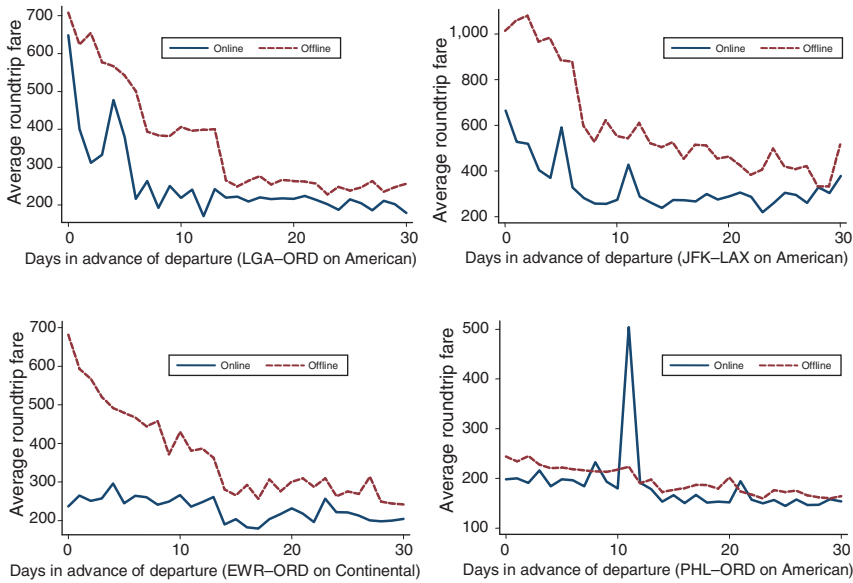 700
600
500
400
300
200
0
10
20
30
Average roundtrip fare
Online
Offline
Days in advance of departure (LGA–ORD on American)
1,000
800
600
400
200
0
10
20
30
Average roundtrip fare
Online
Offline
Days in advance of departure (JFK–LAX on American)
700
600
500
400
300
200
0
10
20
30
Average roundtrip fare
Online
Offline
Days in advance of departure (EWR–ORD on Continental)
500
400
300
200
100
0
10
20
30
Average roundtrip fare
Online
Offline
Days in advance of departure (PHL–ORD on American)